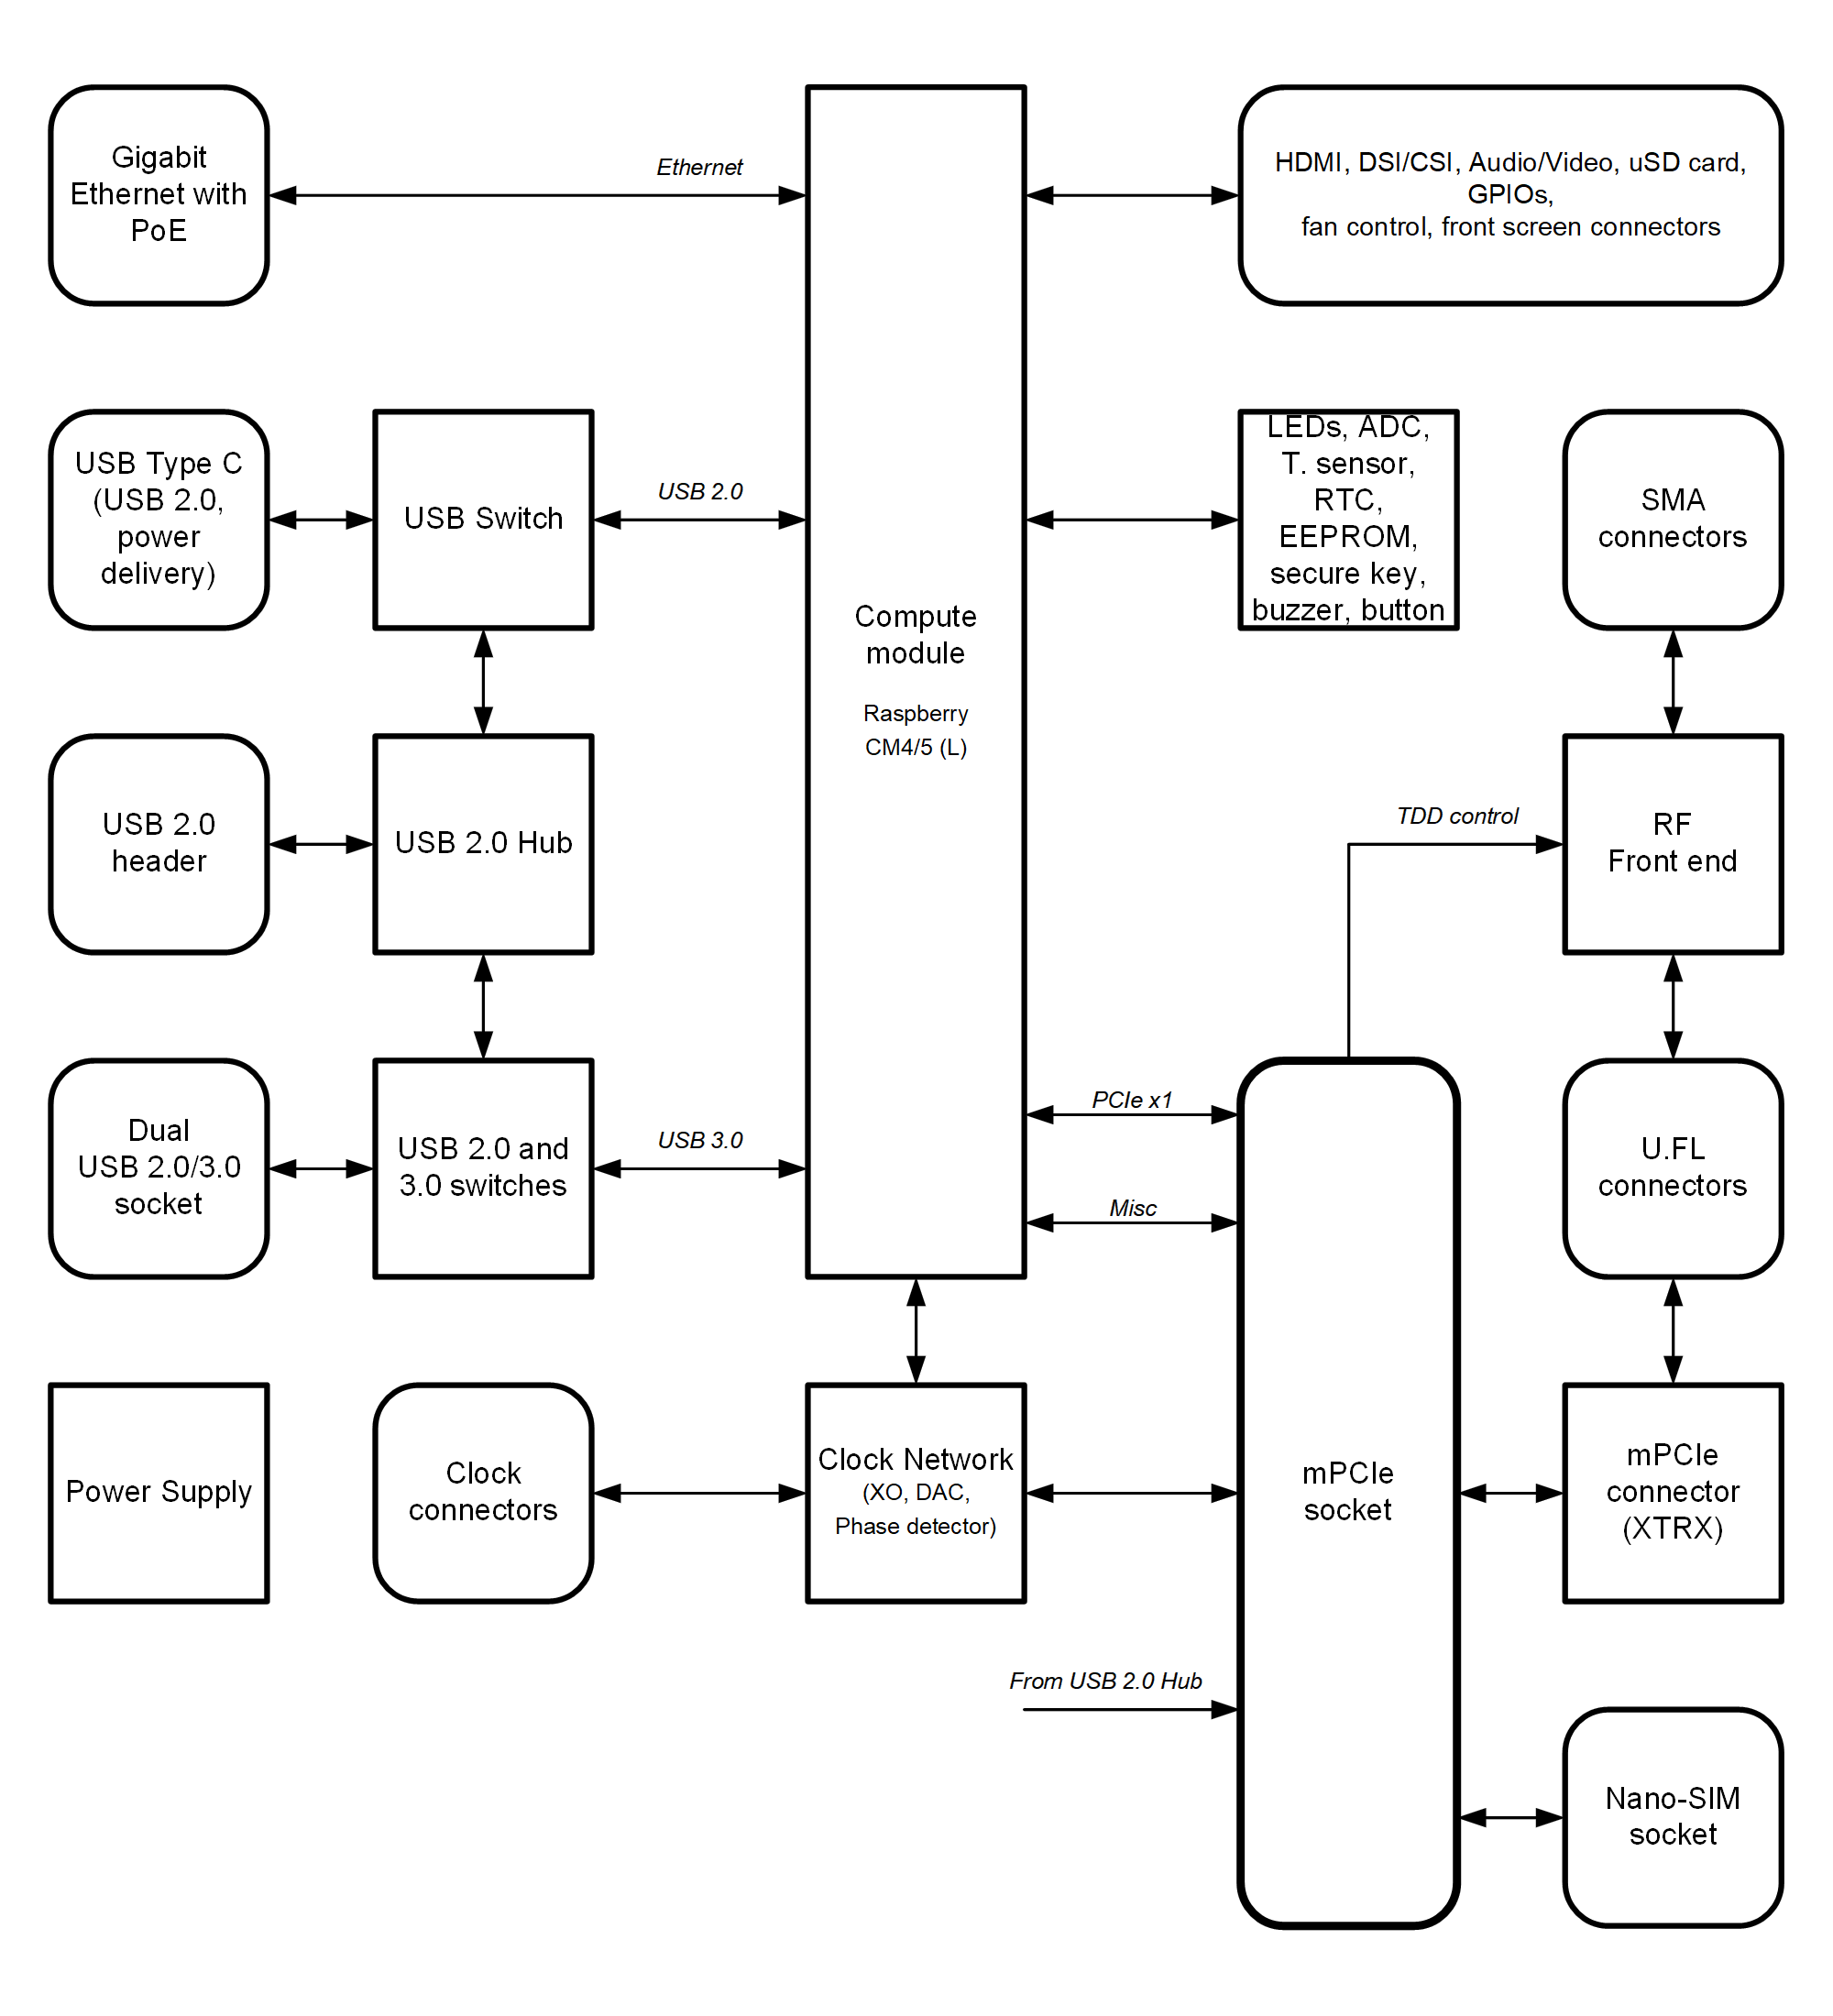 Gigabit
Ethernet with
PoE
Ethernet
HDMI, DSI/CSI, Audio/Video, uSD card,
GPIOs,
fan control, front screen connectors
USB Type C
(USB 2.0,
power
delivery)
USB Switch
USB 2.0
Compute
module
Raspberry
CM4/5 (L)
LEDs, ADC,
T. sensor,
RTC,
EEPROM,
secure key,
buzzer, button
SMA
connectors
USB 2.0
header
USB 2.0 Hub
TDD control
RF
Front end
Dual
USB 2.0/3.0
socket
USB 2.0 and
3.0 switches
USB 3.0
PCIe x1
Misc
U.FL
connectors
Power Supply
Clock
connectors
Clock Network
(XO, DAC,
Phase detector)
mPCIe
socket
mPCIe
connector
(XTRX)
From USB 2.0 Hub
Nano-SIM
socket